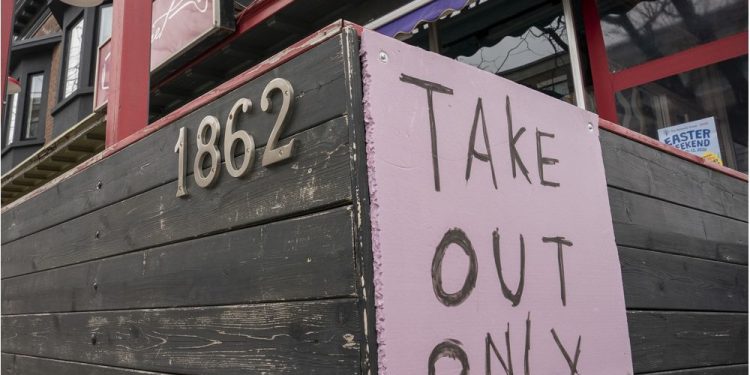 1862
TAKE
OUT
ONLY
EASTER
WEEKEND